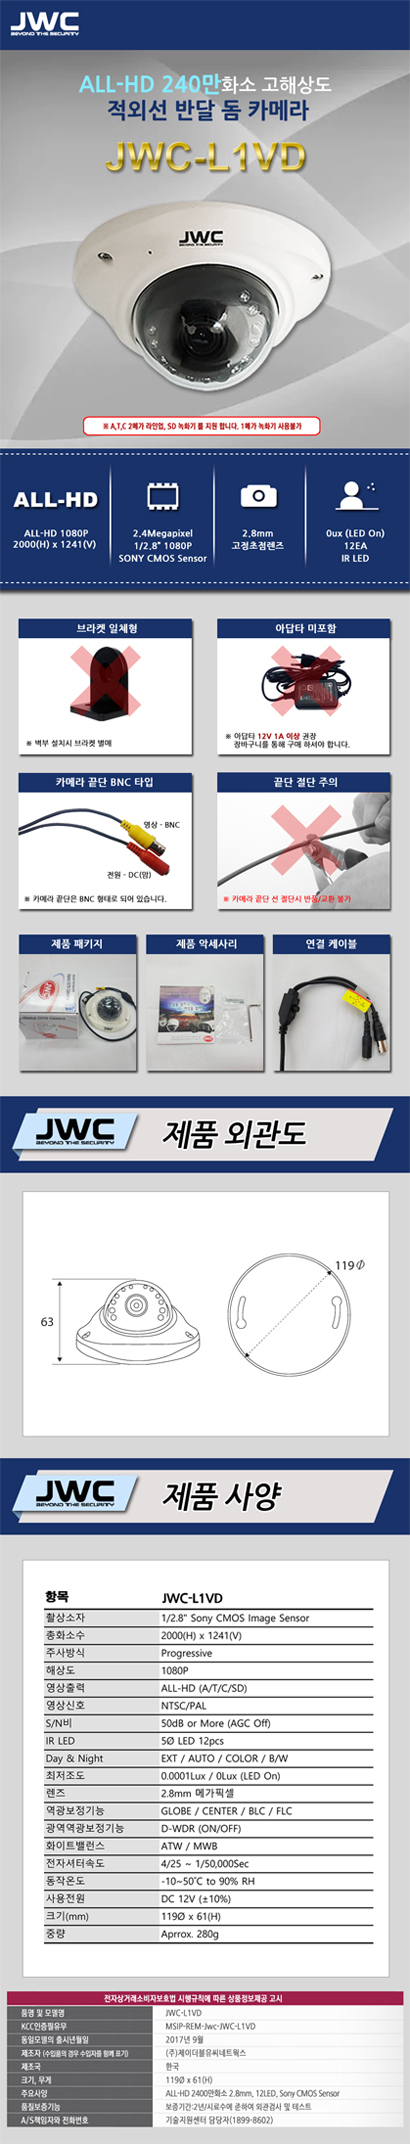 JWC
BEYOND THE SECURITY
ALL-HD 240만화소 고해상도
적외선 반달 돔 카메라
JWC-L1VD
JWC
BEYOND THE SECURITY
※ A,T,C 2메가 라인업, SD 녹화기 를 지원 합니다. 1메가 녹화기 사용불가
ALL-HD
ALL-HD 1080P
2000(H) x 1241(V)
2.4Megapixel
1/2.8" 1080P
SONY CMOS Sensor
2.8mm
고정초점렌즈
0ux (LED On)
12EA
IR LED
브라켓 일체형
※ 벽부 설치시 브라켓 별매
아답타 미포함
※ 아답타 12V 1A 이상 권장
장바구니를 통해 구매 하셔야 합니다.
카메라 끝단 BNC 타입
영상 - BNC
전원 - DC(암)
※ 카메라 끝단은 BNC 형태로 되어 있습니다.
끝단 절단 주의
※ 카메라 끝단 선 절단시 반품/교환 불가
제품 패키지
제품 악세사리
연결 케이블
JWC
BEYOND THE SECURITY
제품 외관도
63
119∅
JWC
BEYOND THE SECURITY
제품 사양
항목 JWC-L1VD
촬상소자 1/2.8" Sony CMOS Image Sensor
총화소수 2000(H) x 1241(V)
주사방식 Progressive
해상도 1080P
영상출력 ALL-HD (A/T/C/SD)
영상신호 NTSC/PAL
S/N비 50dB or More (AGC Off)
IR LED 5Ø LED 12pcs
Day & Night EXT / AUTO / COLOR / B/W
최저조도 0.0001Lux / 0Lux (LED On)
렌즈 2.8mm 메가픽셀
역광보정기능 GLOBE / CENTER / BLC / FLC
광역역광보정기능 D-WDR (ON/OFF)
화이트밸런스 ATW / MWB
전자셔터속도 4/25 ~ 1/50,000Sec
동작온도 -10~50℃ to 90% RH
사용전원 DC 12V (±10%)
크기(mm) 119Ø x 61(H)
중량 Aprrox. 280g
전자상거래소비자보호법 시행규칙에 따른 상품정보제공 고시
품명 및 모델명 JWC-L1VD
KCC인증필유무 MSIP-REM-Jwc-JWC-L1VD
동일모델의 출시년월일 2017년 9월
제조자 (수입품의 경우 수입자를 함께 표기) (주)제이더블유씨네트웍스
제조국 한국
크기, 무게 119Ø x 61(H)
주요사양 ALL-HD 2400만화소 2.8mm, 12LED, Sony CMOS Sensor
품질보증기능 보증기간:2년/시료수에 준하여 외관검사 및 테스트
A/S책임자와 전화번호 기술지원센터 담당자(1899-8602)